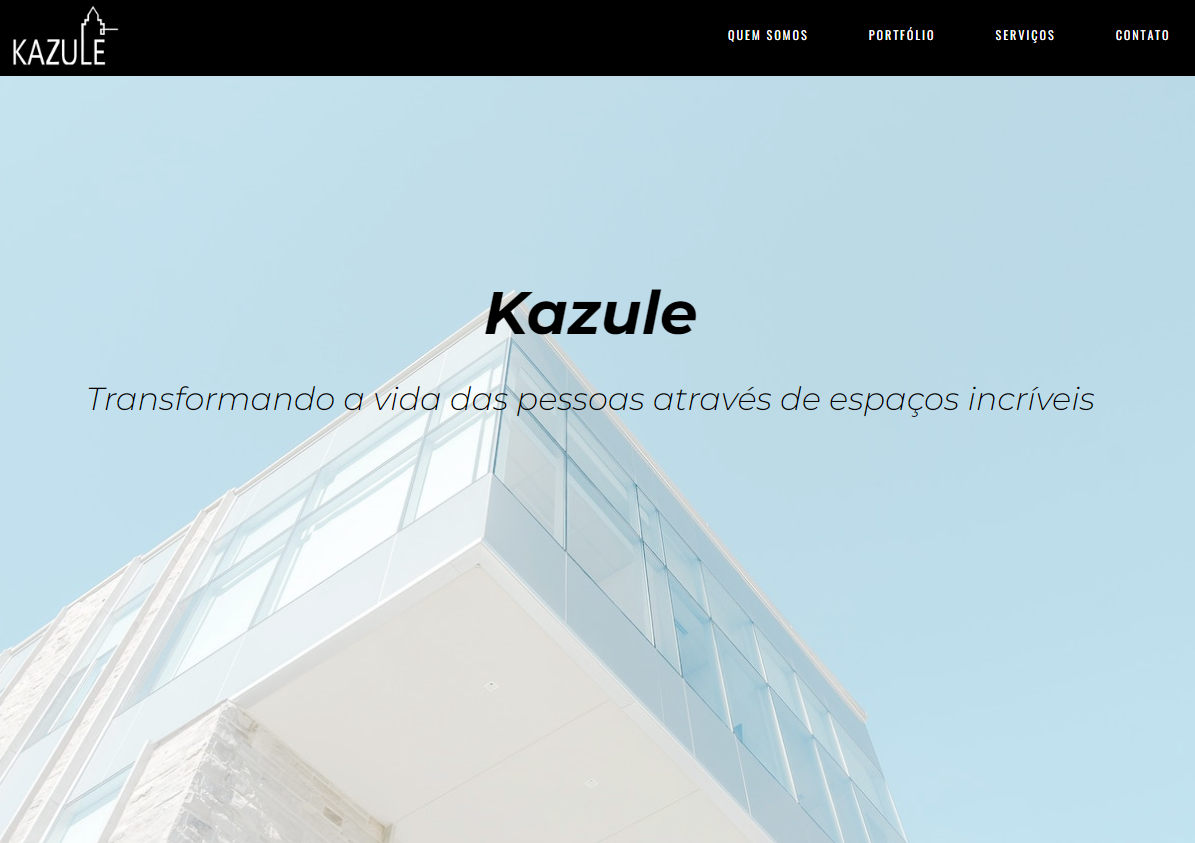 KAZULE
QUEM SOMOS PORTFÓLIO SERVIÇOS CONTATO
Kazule
Transformando a vida das pessoas através de espaços incríveis